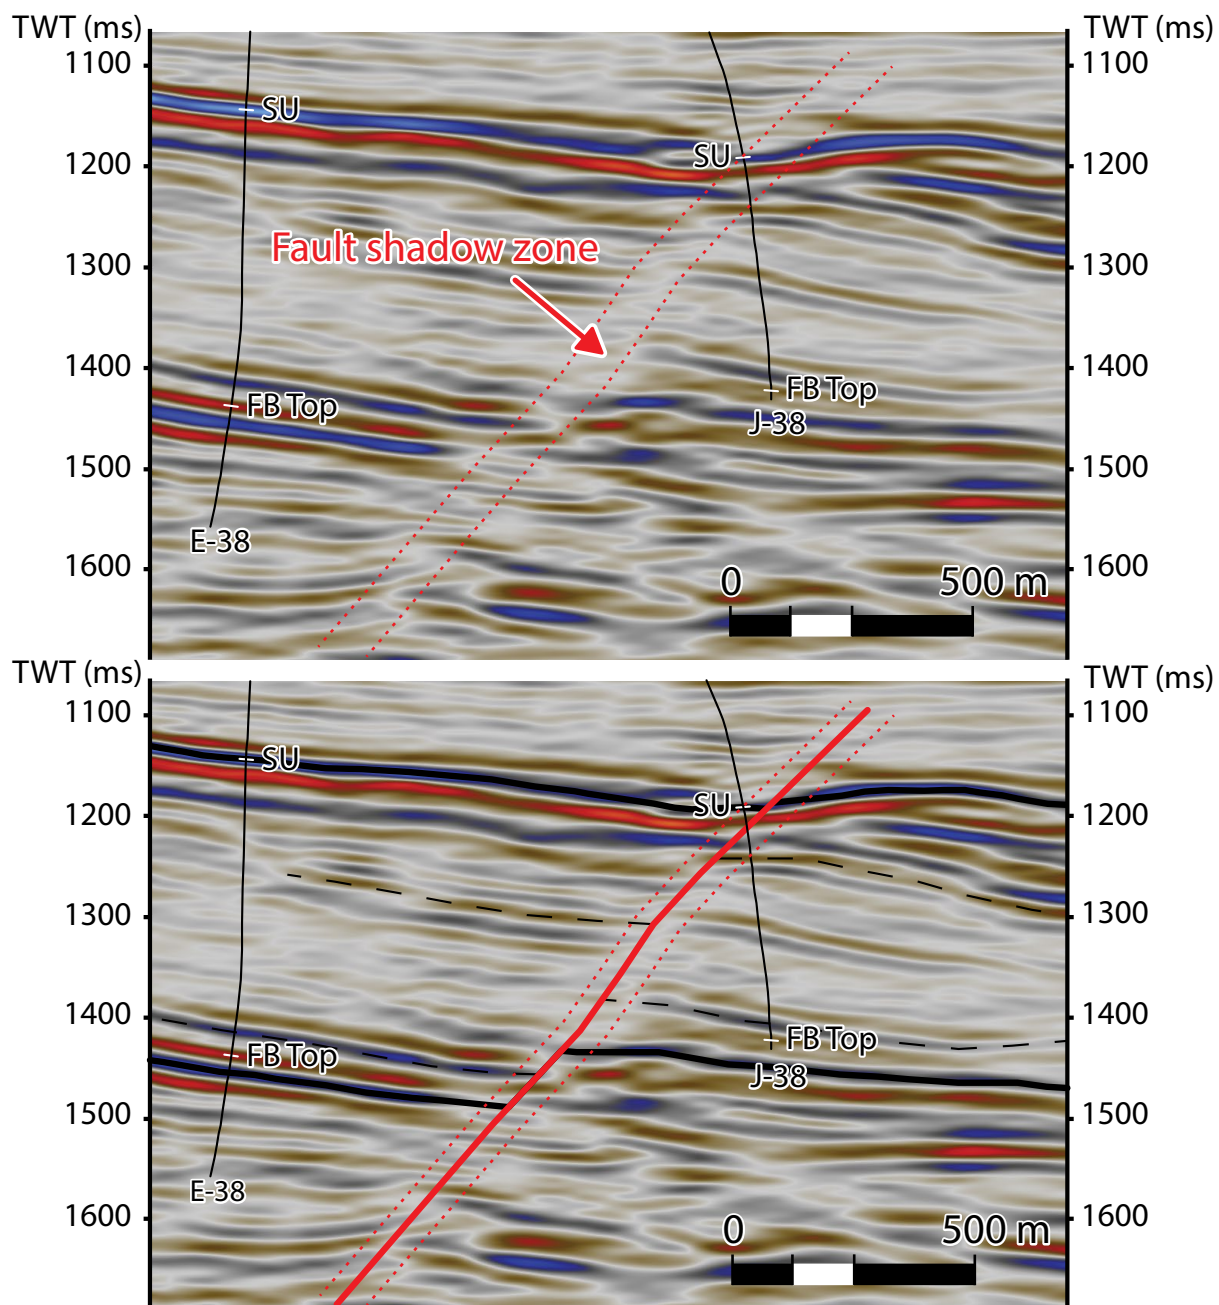 TWT (ms) TWT (ms)
1100 1100
SU
SU
1200 1200
Fault shadow zone
1300 1300
1400 1400
FB Top
FB Top
J-38
1500 1500
E-38
1600 1600
0 500 m
TWT (ms) TWT (ms)
1100 1100
SU
SU
1200 1200
1300 1300
1400 1400
FB Top
FB Top
J-38
1500 1500
E-38
1600 1600
0 500 m